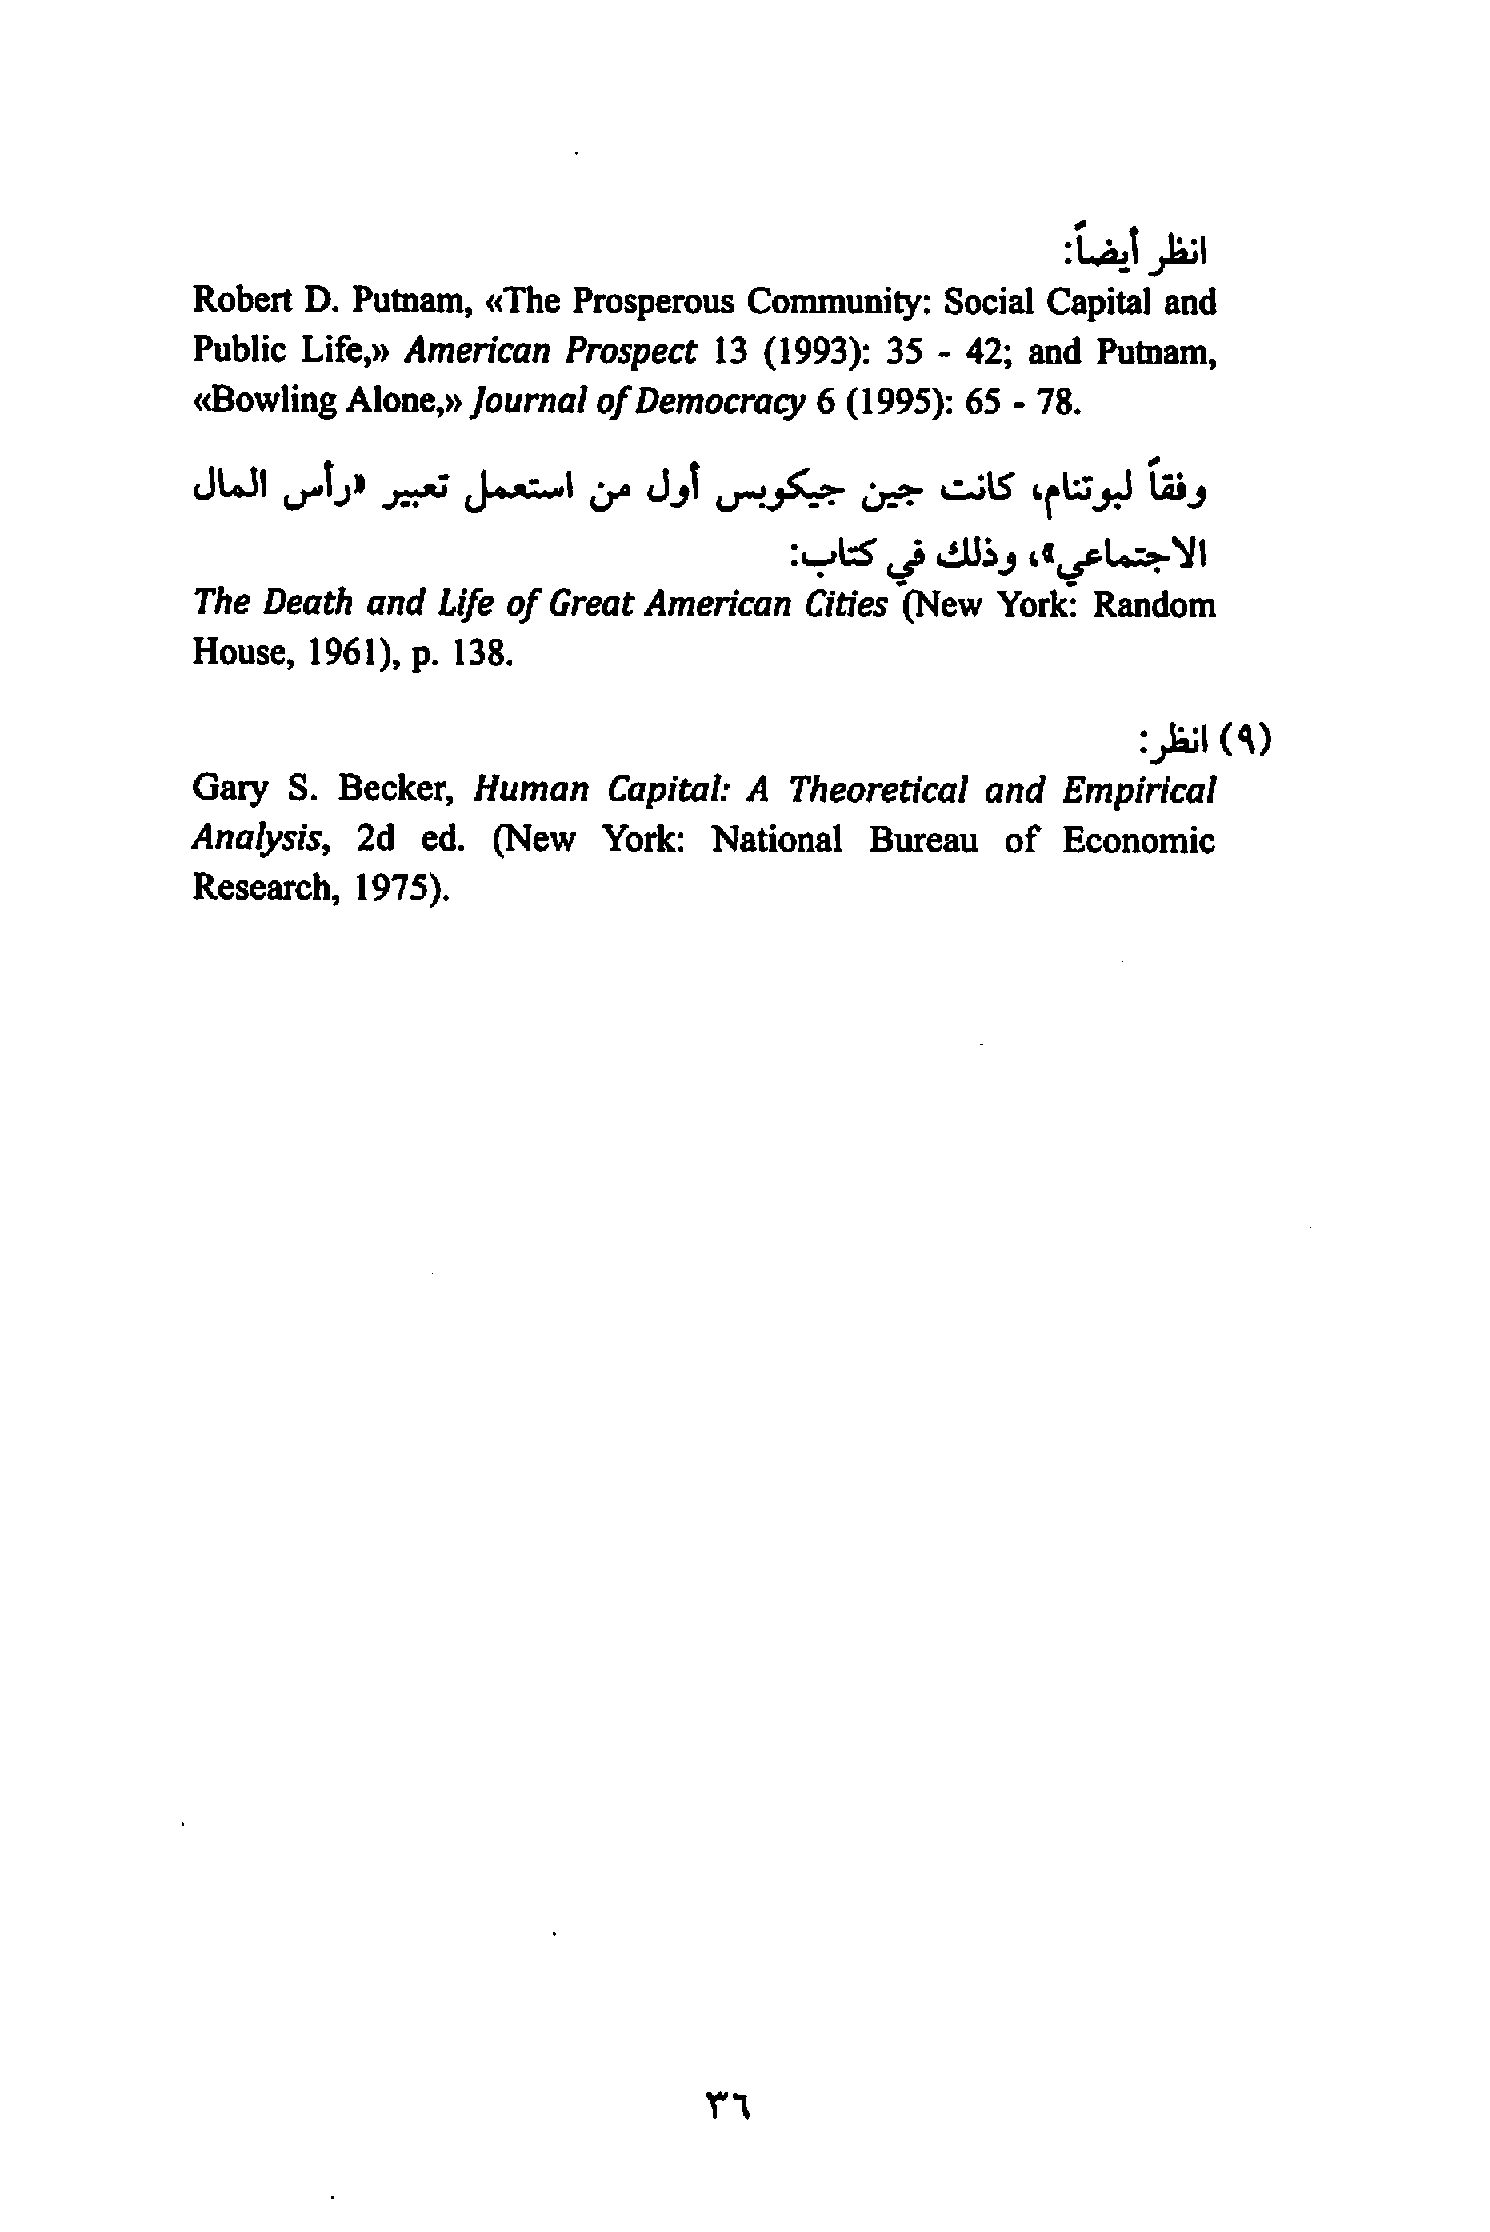 انظر أيضاً:
Robert D. Putnam, «The Prosperous Community: Social Capital and
Public Life,» American Prospect 13 (1993): 35 - 42; and Putnam,
«Bowling Alone,» Journal of Democracy 6 (1995): 65 - 78.
وفقاً لبوتنام، كانت جين جيكوبس أول من استعمل تعبير «رأس المال
الاجتماعي»، وذلك في كتاب:
The Death and Life of Great American Cities (New York: Random
House, 1961), p. 138.
(٩) انظر:
Gary S. Becker, Human Capital: A Theoretical and Empirical
Analysis, 2d ed. (New York: National Bureau of Economic
Research, 1975).
٣٦